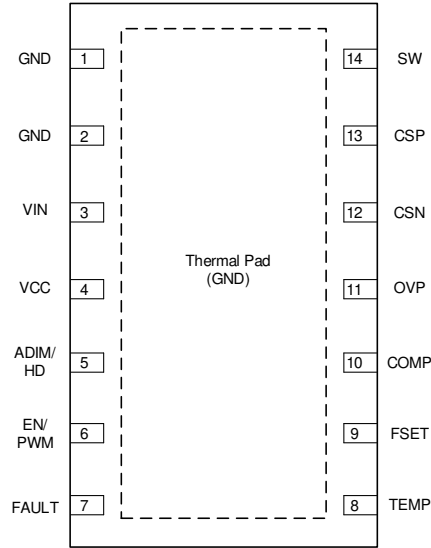 GND 1
14 SW
GND 2
13 CSP
VIN 3
12 CSN
Thermal Pad
(GND)
VCC 4
11 OVP
ADIM/
HD 5
10 COMP
EN/
PWM 6
9 FSET
FAULT 7
8 TEMP